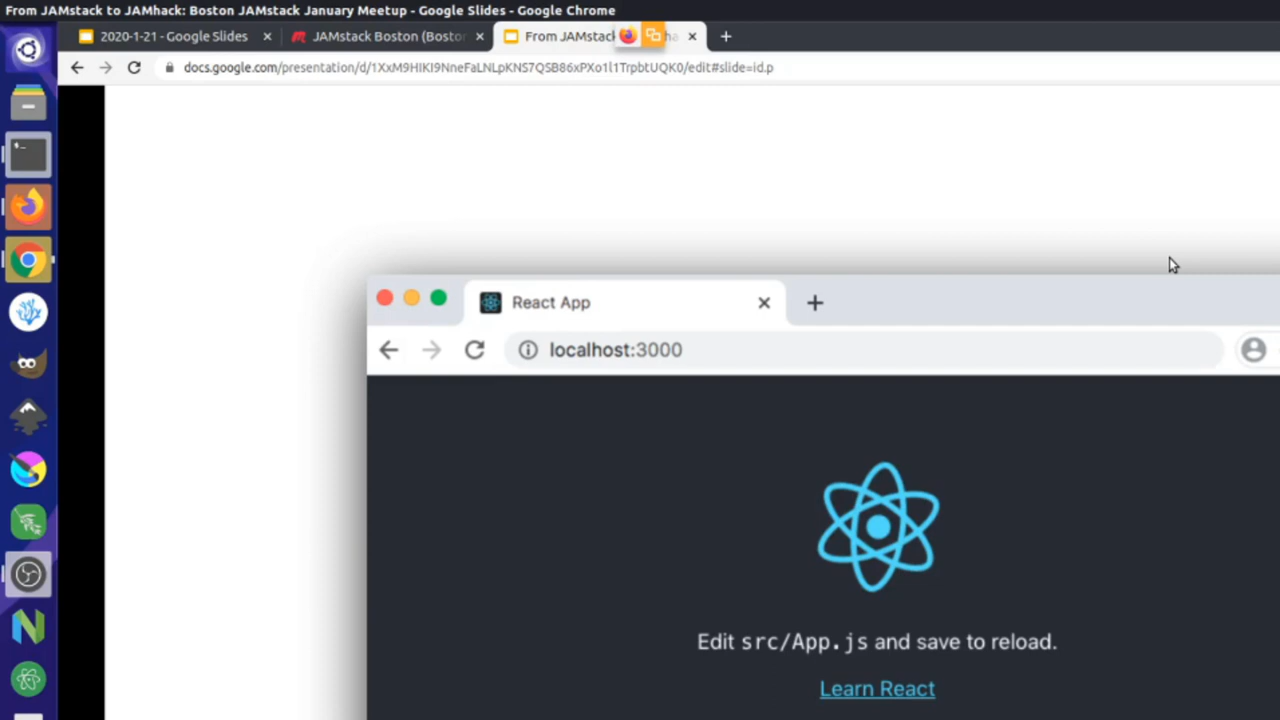 From JAMstack to JAMhack: Boston JAMstack January Meetup - Google Slides - Google Chrome
2020-1-21 - Google Slides
JAMstack Boston (Bosto
From JAMstack
docs.google.com/presentation/d/1XxM9HIKI9NneFaLNLpKNS7QSB86xPXo1l1TrpbtUQK0/edit#slide=id.p
React App
localhost:3000
Edit src/App.js and save to reload.
Learn React